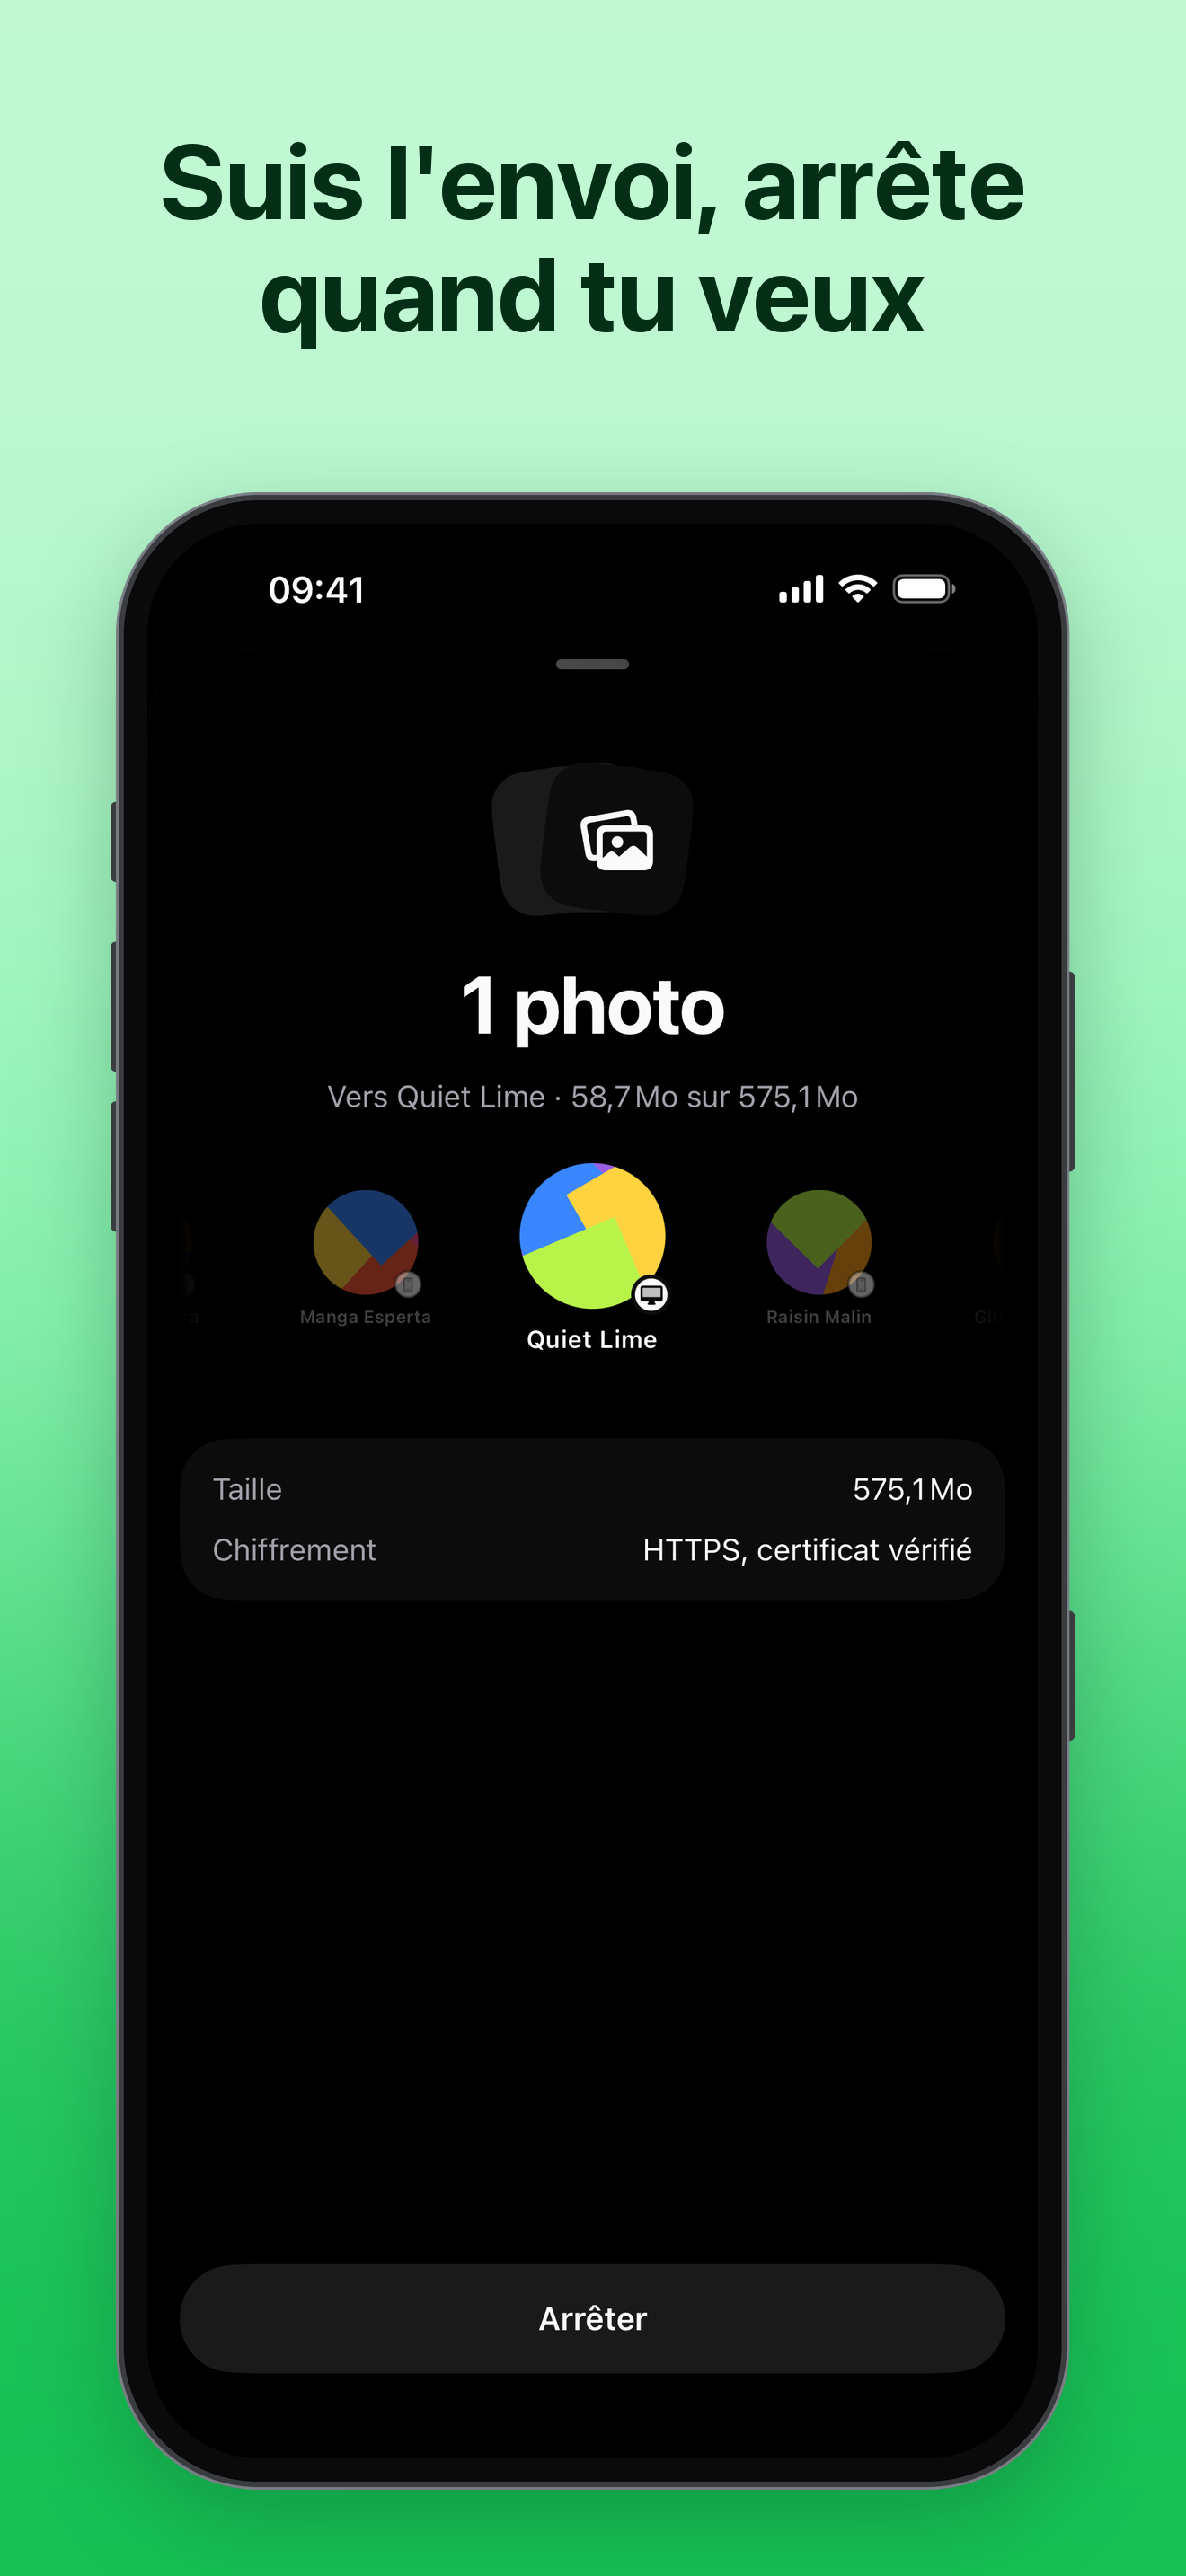 Suis l'envoi, arrête
quand tu veux
09:41
1 photo
Vers Quiet Lime · 58,7 Mo sur 575,1 Mo
Manga Esperta
Quiet Lime
Raisin Malin
Taille
575,1 Mo
Chiffrement
HTTPS, certificat vérifié
Arrêter